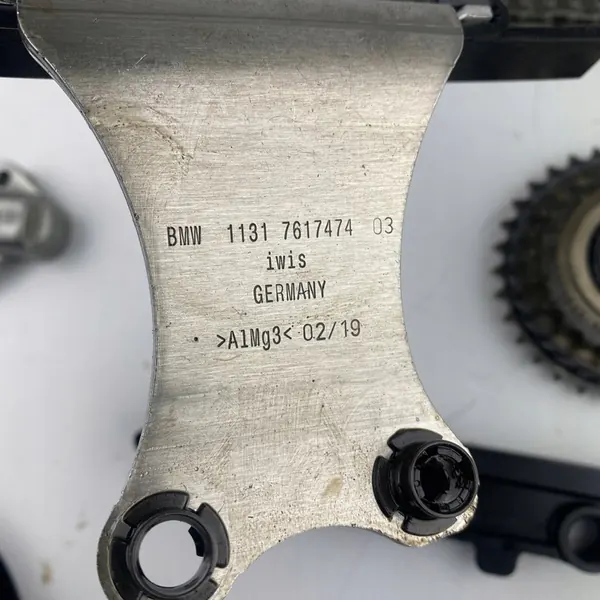 BMW 1131 7617474 03
iwis
GERMANY
>AlMg3< 02/19